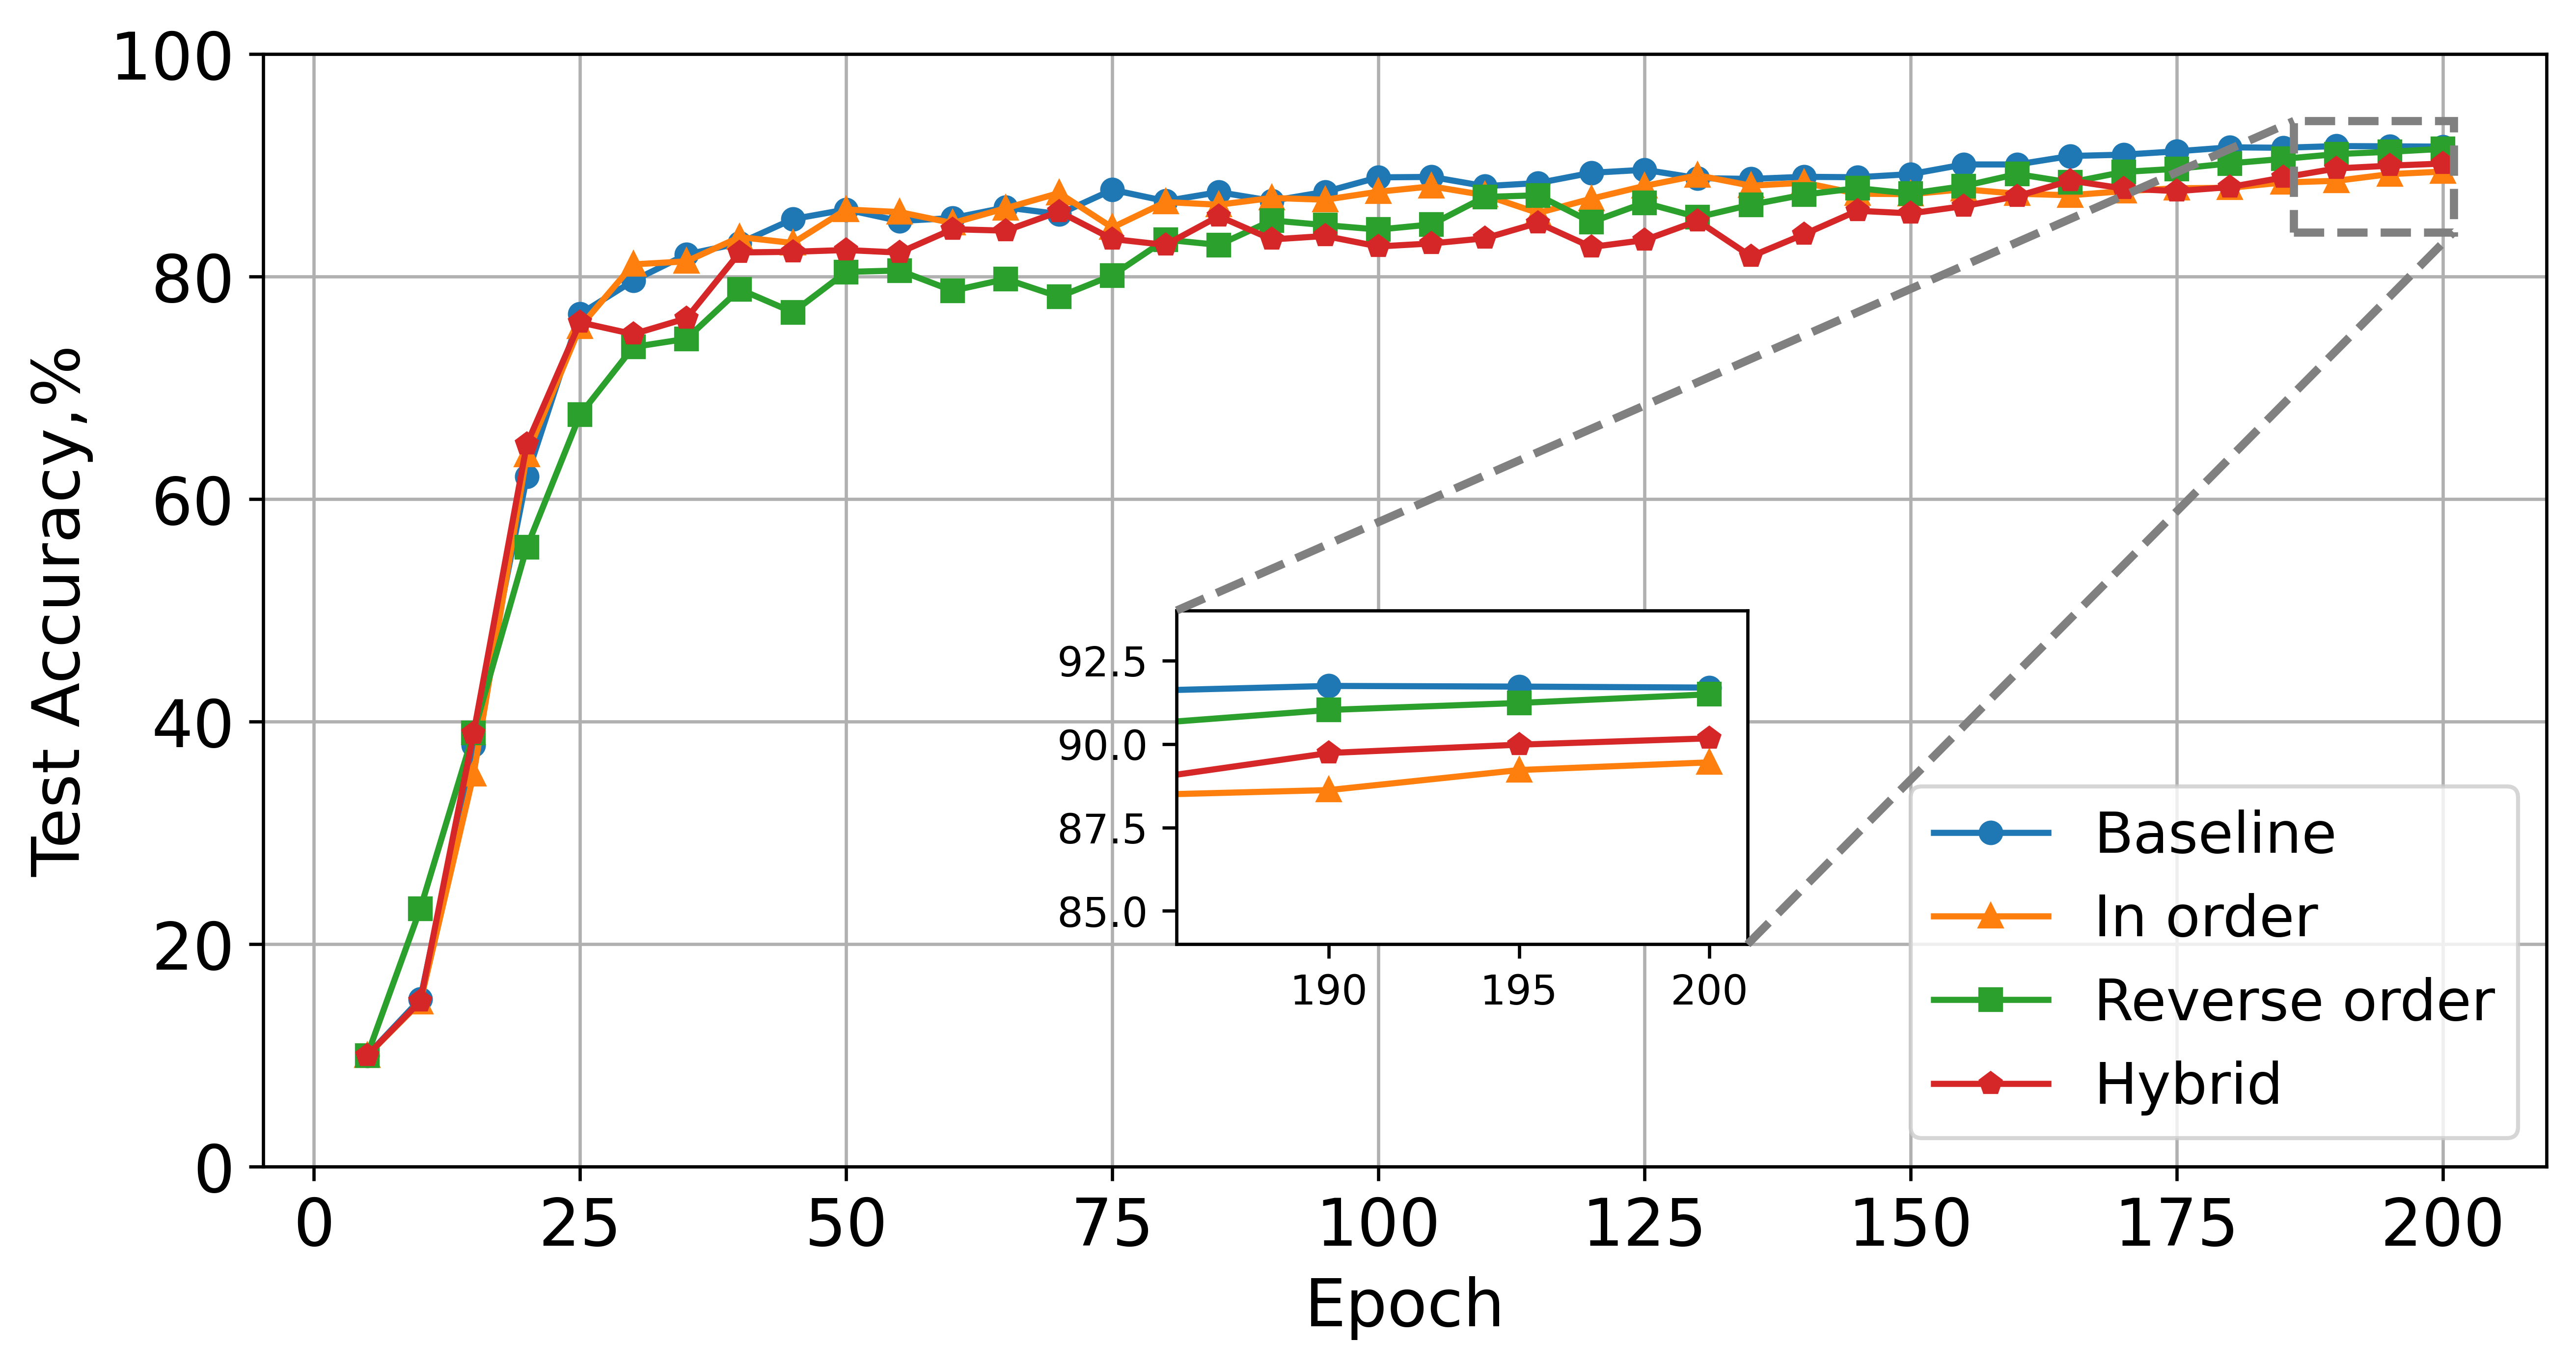 100
80
60
40
20
0
Test Accuracy,%
92.5
90.0
87.5
85.0
190 195 200
Baseline
In order
Reverse order
Hybrid
0 25 50 75 100 125 150 175 200
Epoch